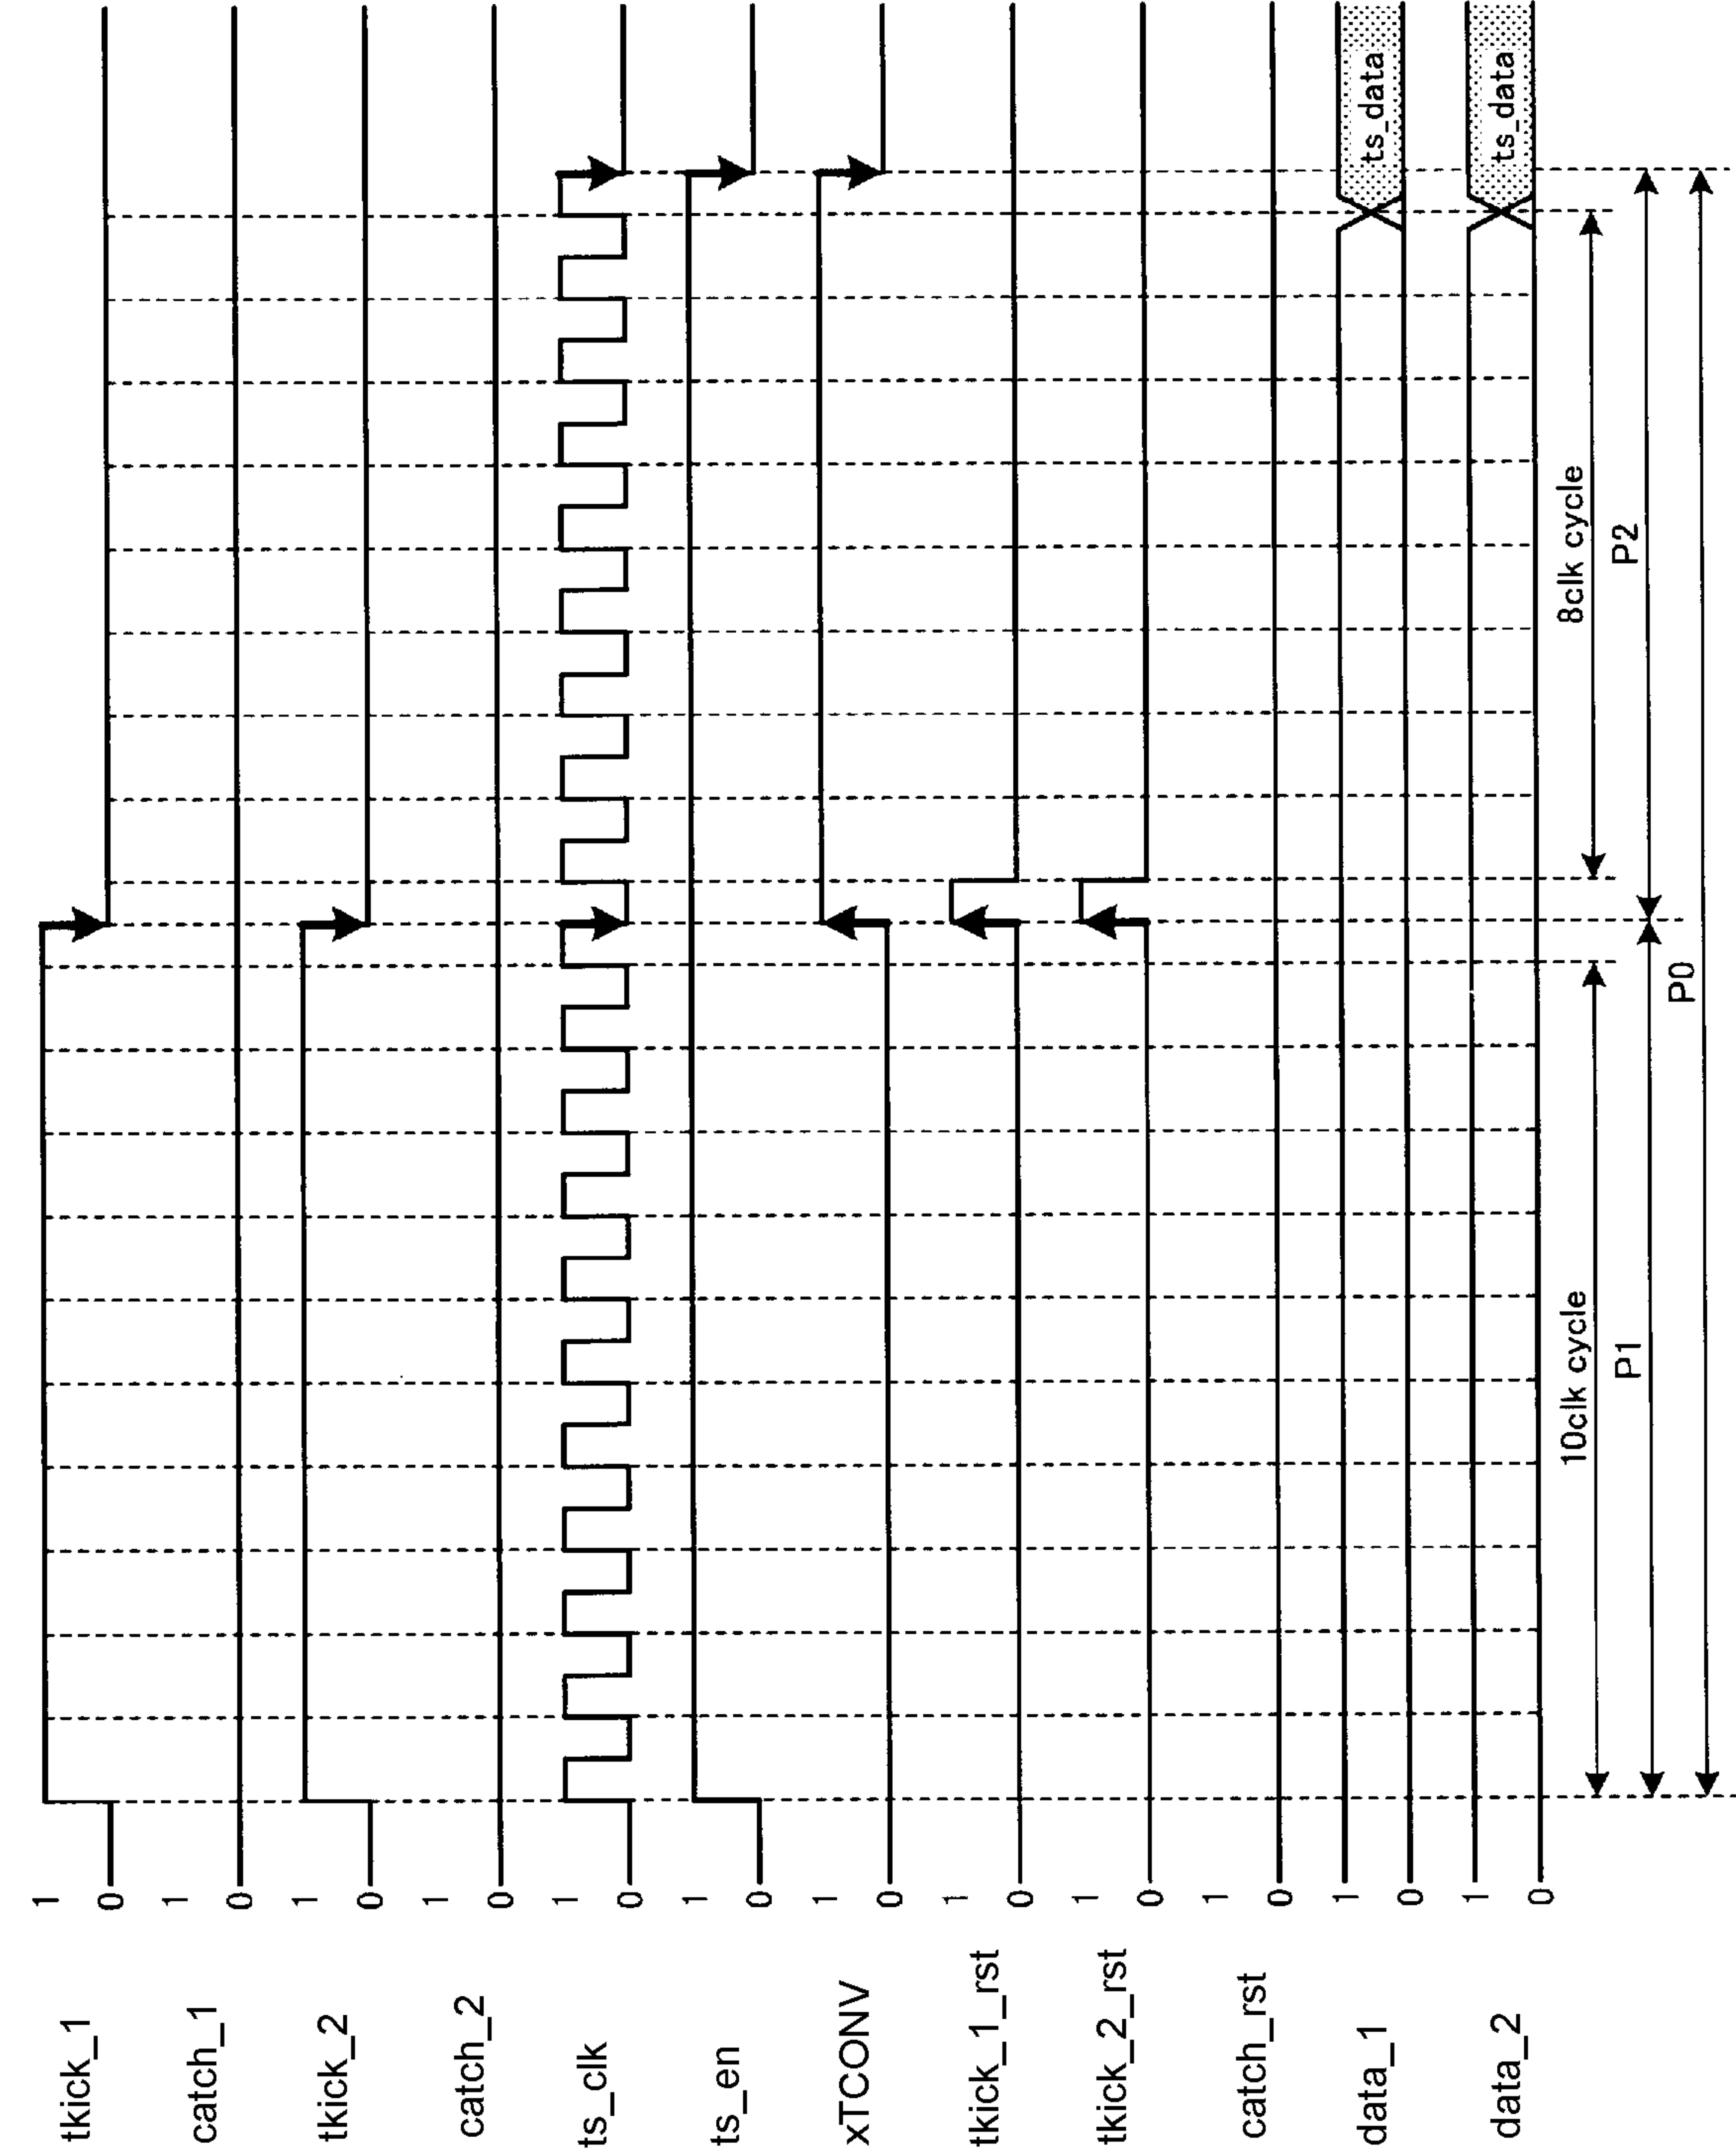 tkick_1
1
0
catch_1
1
0
tkick_2
1
0
catch_2
1
0
ts_clk
1
0
ts_en
1
0
xTCONV
1
0
tkick_1_rst
1
0
tkick_2_rst
1
0
catch_rst
1
0
data_1
1
0
ts_data
data_2
1
0
ts_data
10clk cycle
8clk cycle
P1
P2
P0